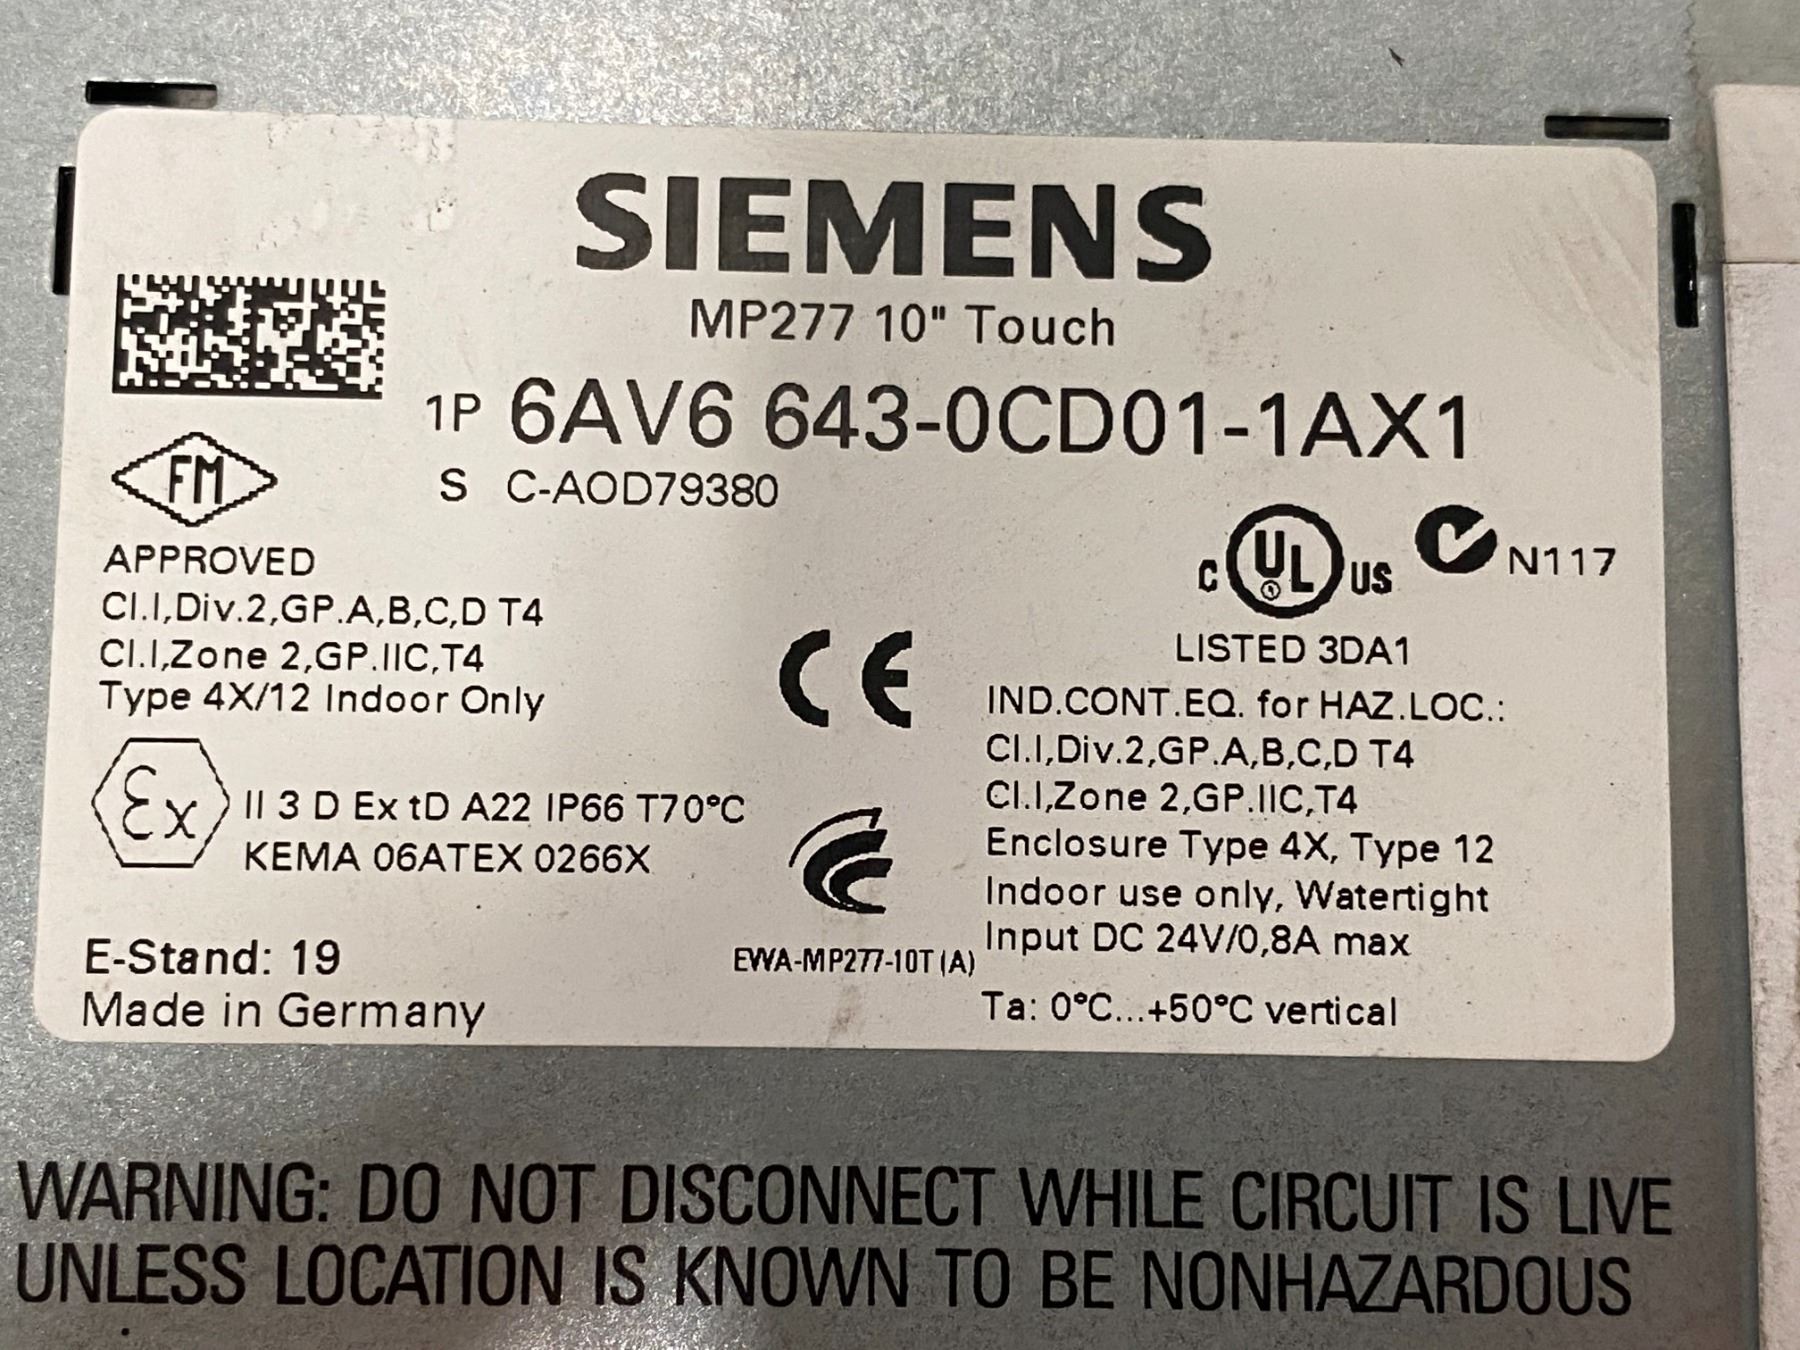 SIEMENS
MP277 10" Touch
1P 6AV6 643-0CD01-1AX1
S C-AOD79380
FM
APPROVED
Cl.I,Div.2,GP.A,B,C,D T4
Cl.I,Zone 2,GP.IIC,T4
Type 4X/12 Indoor Only
Ex II 3 D Ex tD A22 IP66 T70°C
KEMA 06ATEX 0266X
E-Stand: 19
Made in Germany
CE
EWA-MP277-10T(A)
C UL US N117
LISTED 3DA1
IND.CONT.EQ. for HAZ.LOC.:
Cl.I,Div.2,GP.A,B,C,D T4
Cl.I,Zone 2,GP.IIC,T4
Enclosure Type 4X, Type 12
Indoor use only, Watertight
Input DC 24V/0,8A max
Ta: 0°C...+50°C vertical
WARNING: DO NOT DISCONNECT WHILE CIRCUIT IS LIVE
UNLESS LOCATION IS KNOWN TO BE NONHAZARDOUS